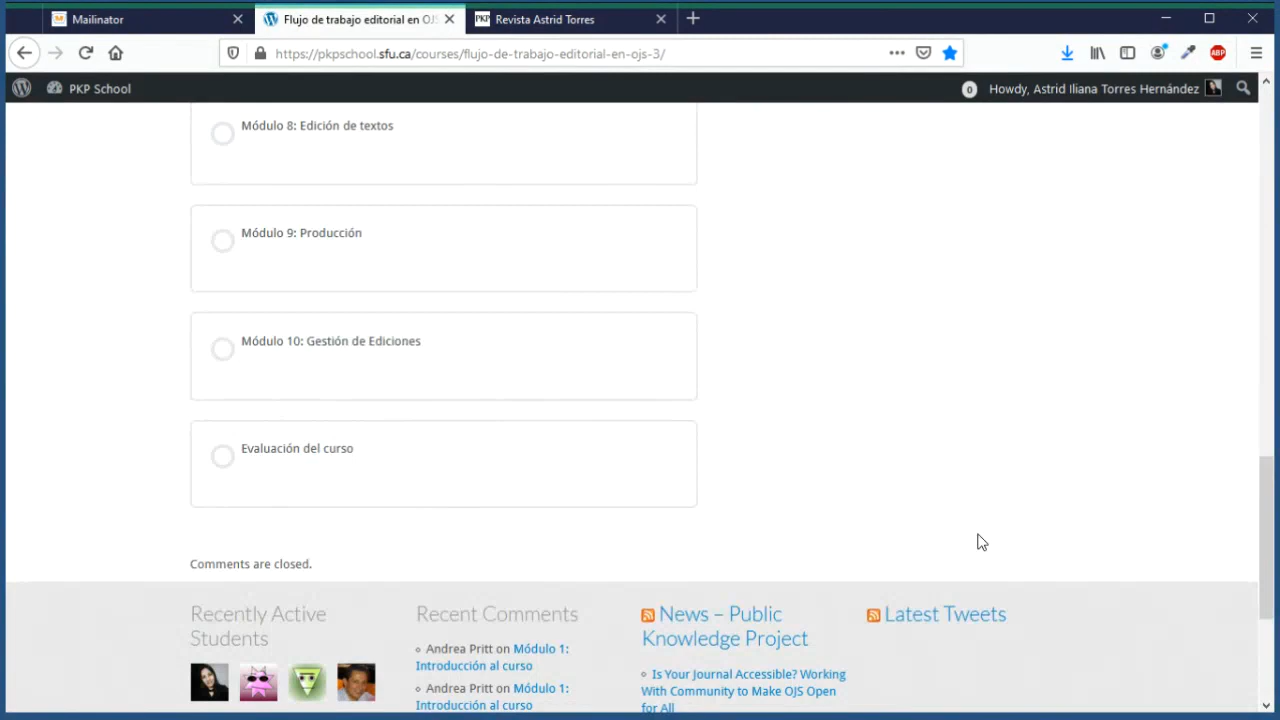 Mailinator
Flujo de trabajo editorial en OJS
PKP Revista Astrid Torres
https://pkpschool.sfu.ca/courses/flujo-de-trabajo-editorial-en-ojs-3/
ABP
PKP School
0
Howdy, Astrid Iliana Torres Hernández
Módulo 8: Edición de textos
Módulo 9: Producción
Módulo 10: Gestión de Ediciones
Evaluación del curso
Comments are closed.
Recently Active
Students
Recent Comments
Andrea Pritt on Módulo 1:
Introducción al curso
Andrea Pritt on Módulo 1:
Introducción al curso
News – Public
Knowledge Project
Is Your Journal Accessible? Working
With Community to Make OJS Open
for All
Latest Tweets